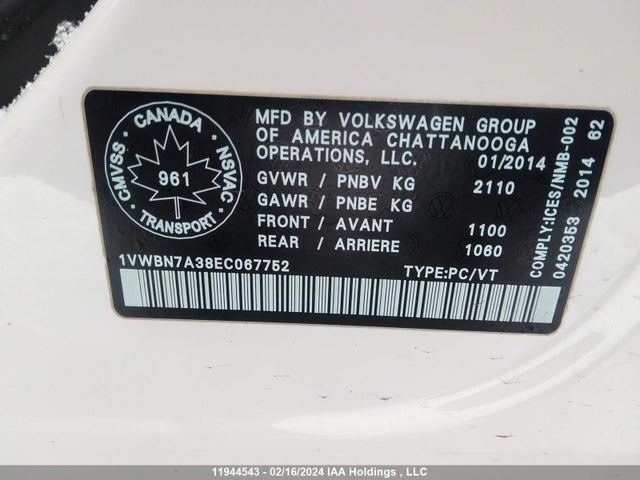 MFD BY VOLKSWAGEN GROUP
OF AMERICA CHATTANOOGA
OPERATIONS, LLC. 01/2014
GVWR / PNBV KG 2110
GAWR / PNBE KG
FRONT / AVANT 1100
REAR / ARRIERE 1060
1VWBN7A38EC067752 TYPE:PC/VT
CANADA
CMVSS NSVAC
961
TRANSPORT
COMPLY:ICES/NMB-002
0420353 2014 62
11944543 - 02/16/2024 IAA Holdings , LLC